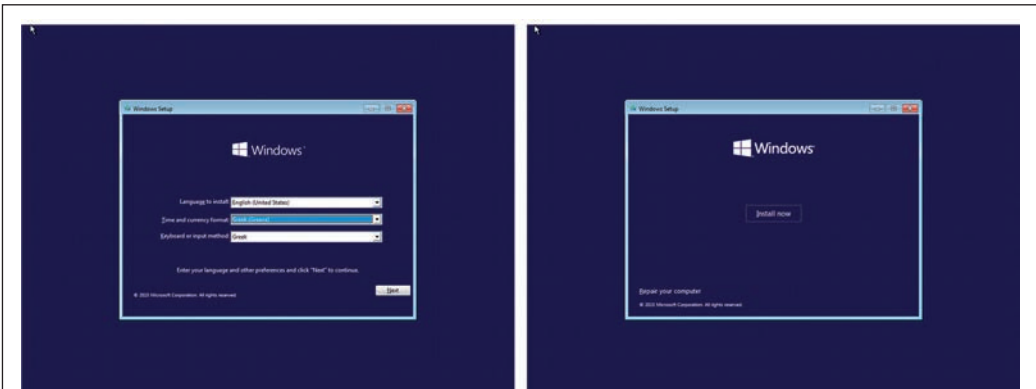 Windows Setup
Windows
Language to install: English (United States)
Time and currency format: Greek (Greece)
Keyboard or input method: Greek
Enter your language and other preferences and click "Next" to continue.
© 2015 Microsoft Corporation. All rights reserved.
Next
Windows Setup
Windows
Install now
Repair your computer
© 2015 Microsoft Corporation. All rights reserved.